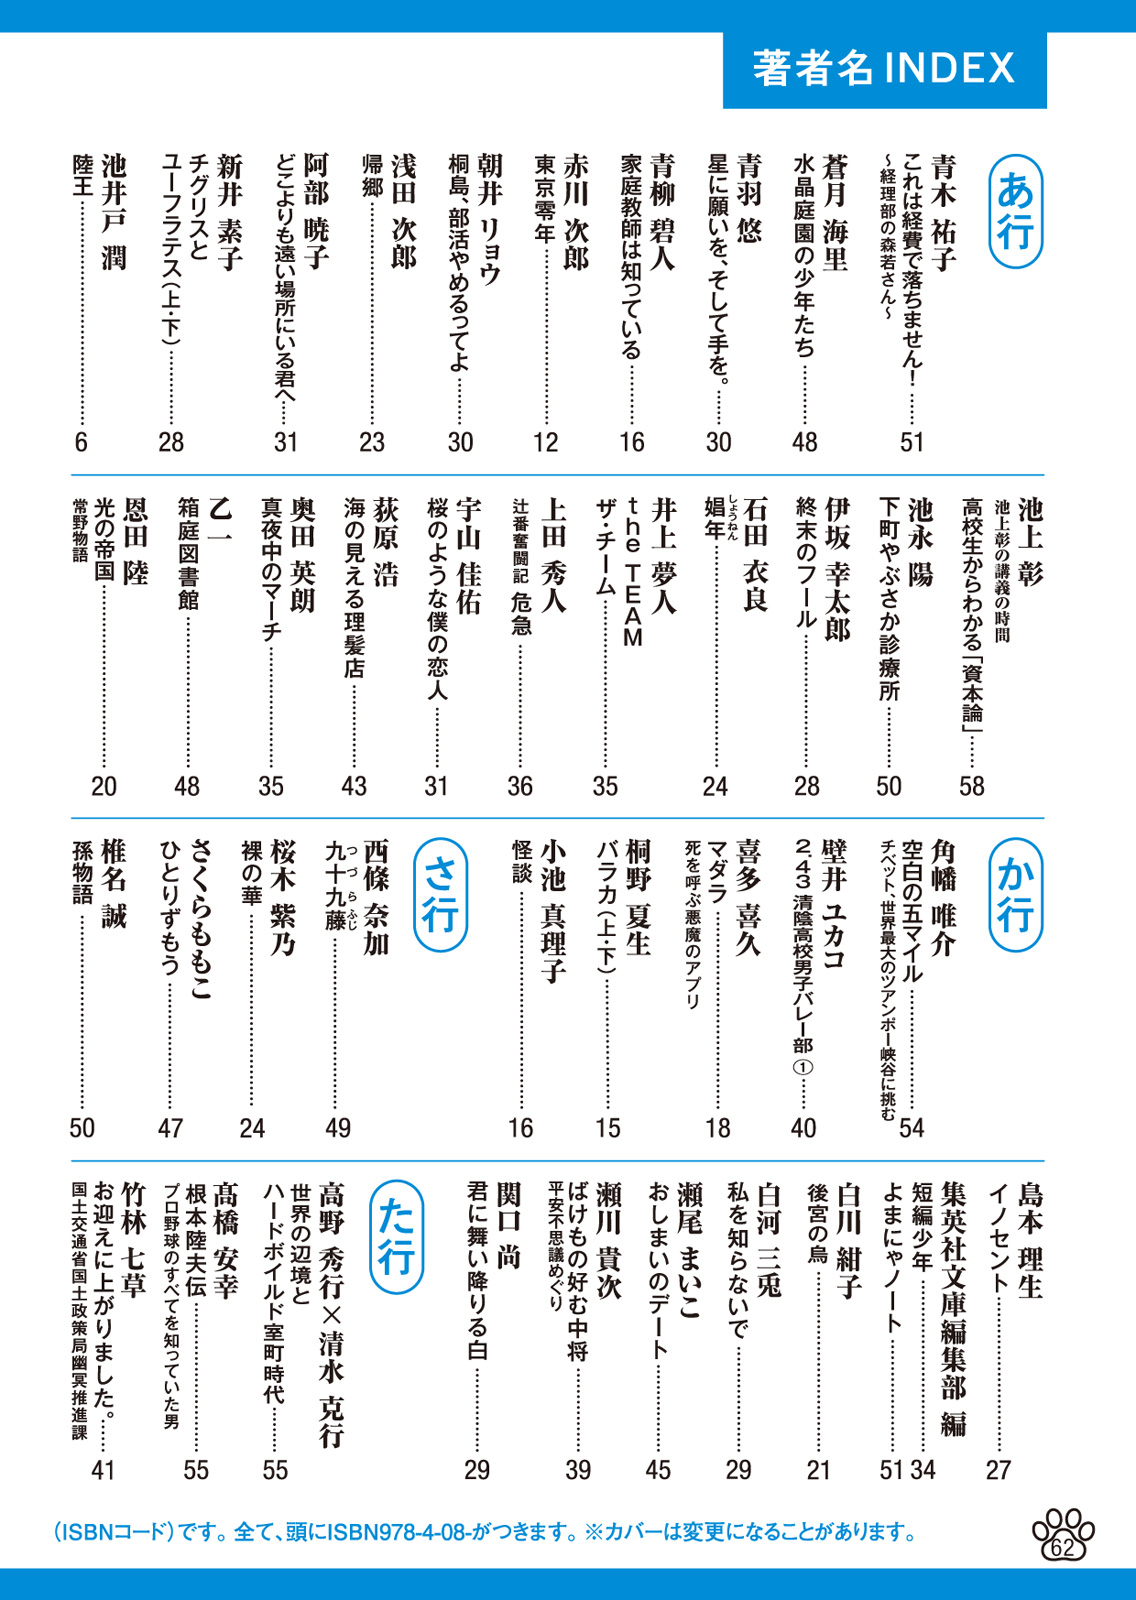 著者名 INDEX
あ行
青木 祐子
これは経費で落ちません！……51
～経理部の森若さん～
蒼月 海里
水晶庭園の少年たち……48
青羽 悠
星に願いを、そして手を。……30
青柳 碧人
家庭教師は知っている……16
赤川 次郎
東京零年……12
朝井 リョウ
桐島、部活やめるってよ……30
浅田 次郎
帰郷……23
阿部 暁子
どこよりも遠い場所にいる君へ……31
新井 素子
チグリスと
ユーフラテス（上・下）……28
池井戸 潤
陸王……6
池上 彰
池上彰の講義の時間
高校生からわかる「資本論」……58
池永 陽
下町やぶさか診療所……50
伊坂 幸太郎
終末のフール……28
石田 衣良
しょうねん
娼年……24
井上 夢人
the TEAM
ザ・チーム……35
上田 秀人
辻番奮闘記 危急……36
宇山 佳佑
桜のような僕の恋人……31
荻原 浩
海の見える理髪店……43
奥田 英朗
真夜中のマーチ……35
乙一
箱庭図書館……48
恩田 陸
光の帝国……20
常野物語
か行
角幡 唯介
空白の五マイル……54
チベット、世界最大のツアンポー峡谷に挑む
壁井 ユカコ
2.43 清陰高校男子バレー部 ①……40
喜多 喜久
マダラ……18
死を呼ぶ悪魔のアプリ
桐野 夏生
バラカ（上・下）……15
小池 真理子
怪談……16
さ行
西條 奈加
つづらふじ
九十九藤……49
桜木 紫乃
裸の華……24
さくらももこ
ひとりずもう……47
椎名 誠
孫物語……50
島本 理生
イノセント……27
集英社文庫編集部 編
短編少年……34
よまにゃノート……51
白川 紺子
後宮の烏……21
白河 三兎
私を知らないで……29
瀬尾 まいこ
おしまいのデート……45
瀬川 貴次
ばけもの好む中将……39
平安不思議めぐり
関口 尚
君に舞い降りる白……29
た行
高野 秀行×清水 克行
世界の辺境と
ハードボイルド室町時代……55
髙橋 安幸
根本陸夫伝……55
プロ野球のすべてを知っていた男
竹林 七草
お迎えに上がりました。……41
国土交通省国土政策局幽冥推進課
（ISBNコード）です。全て、頭にISBN978-4-08-がつきます。※カバーは変更になることがあります。
62